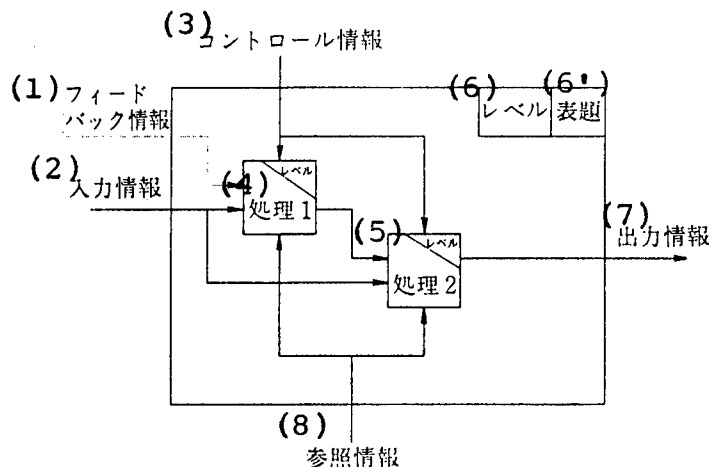 (3)
コントロール情報
(1) フィード
バック情報
(6) (6')
レベル 表題
(2)
入力情報
(4)
レベル
処理1
(5)
レベル
処理2
(7)
出力情報
(8)
参照情報